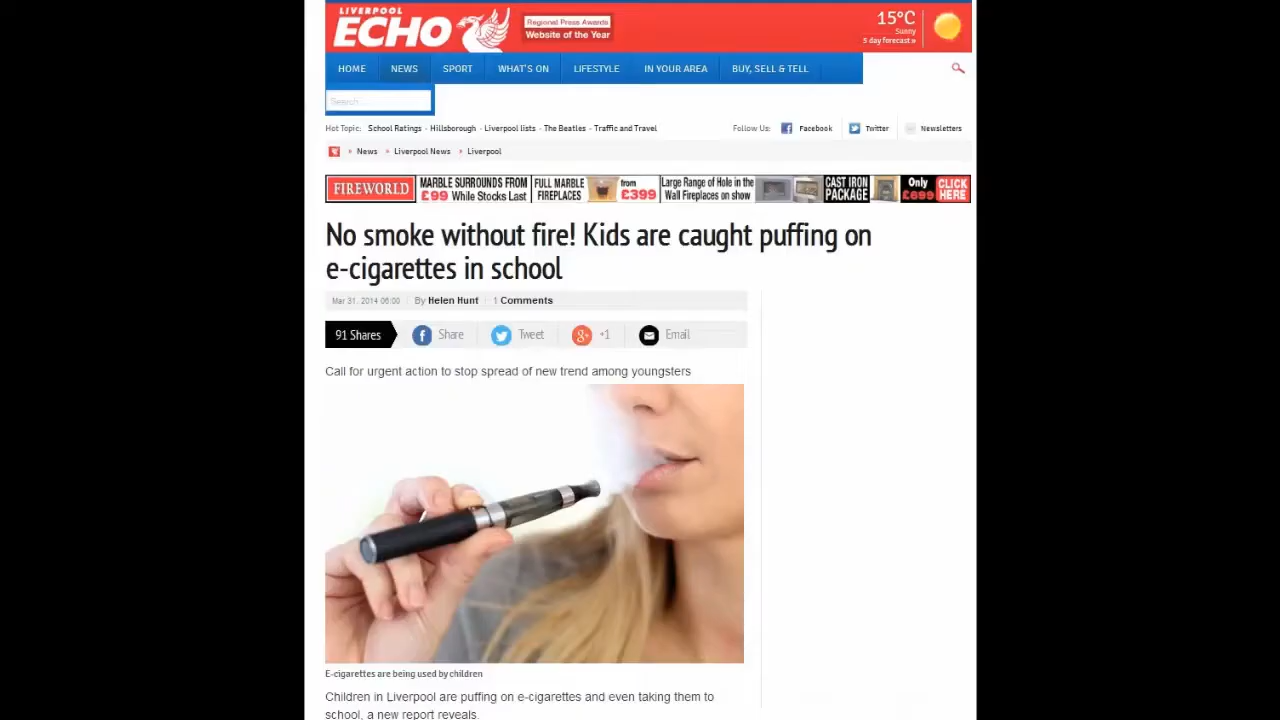 LIVERPOOL
ECHO
Regional Press Awards
Website of the Year
15°C
Sunny
5 day forecast »
HOME NEWS SPORT WHAT'S ON LIFESTYLE IN YOUR AREA BUY, SELL & TELL
Search
Hot Topic: School Ratings - Hillsborough - Liverpool lists - The Beatles - Traffic and Travel
Follow Us: Facebook Twitter Newsletters
News Liverpool News Liverpool
FIREWORLD
MARBLE SURROUNDS FROM
£99 While Stocks Last
FULL MARBLE
FIREPLACES
from
£399
Large Range of Hole in the
Wall Fireplaces on show
CAST IRON
PACKAGE
Only
£699
CLICK
HERE
No smoke without fire! Kids are caught puffing on
e-cigarettes in school
Mar 31, 2014 06:00 By Helen Hunt 1 Comments
91 Shares Share Tweet +1 Email
Call for urgent action to stop spread of new trend among youngsters
E-cigarettes are being used by children
Children in Liverpool are puffing on e-cigarettes and even taking them to
school, a new report reveals.